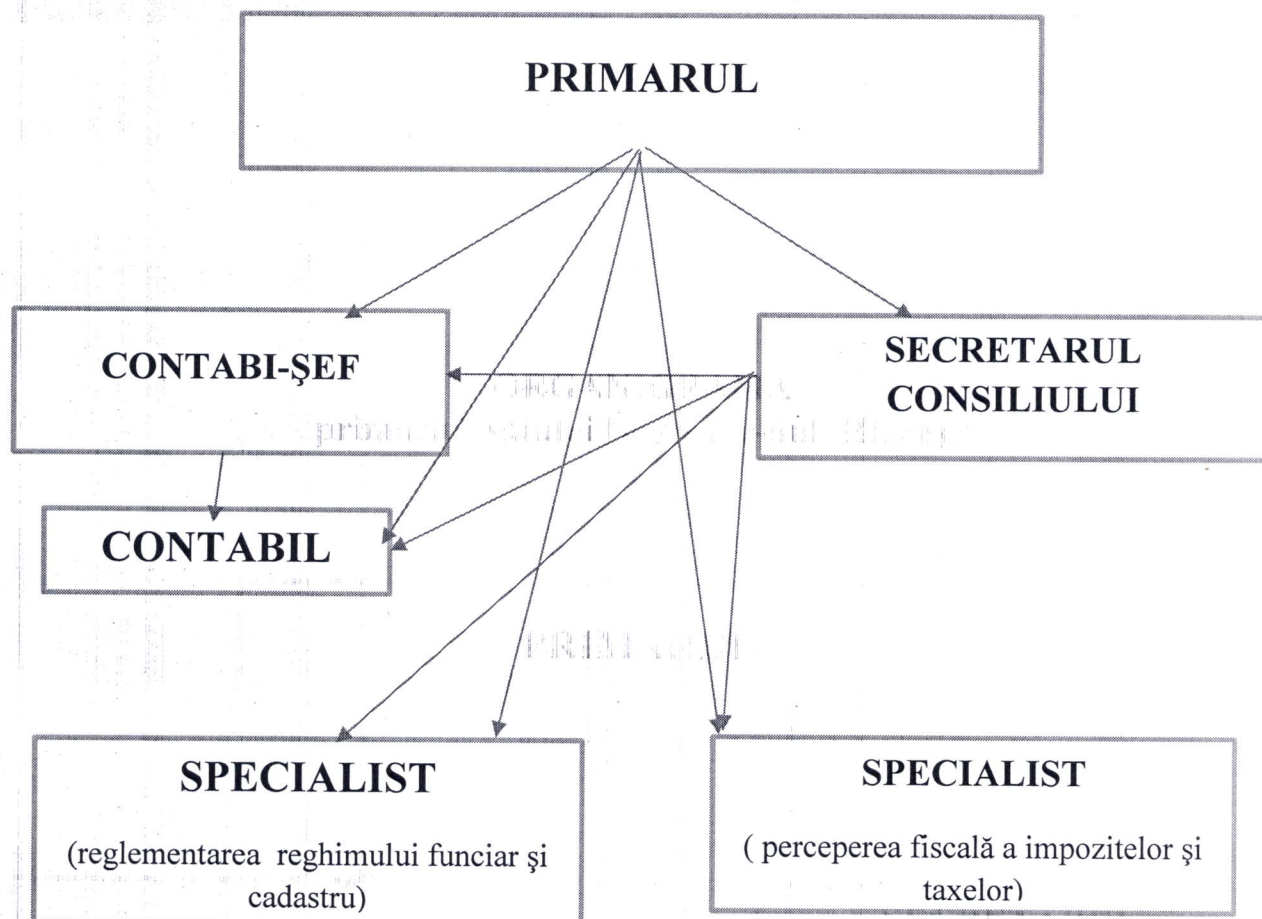 PRIMARUL
CONTABI-ŞEF
SECRETARUL
CONSILIULUI
CONTABIL
SPECIALIST
(reglementarea reghimului funciar şi
cadastru)
SPECIALIST
( perceperea fiscală a impozitelor şi
taxelor)